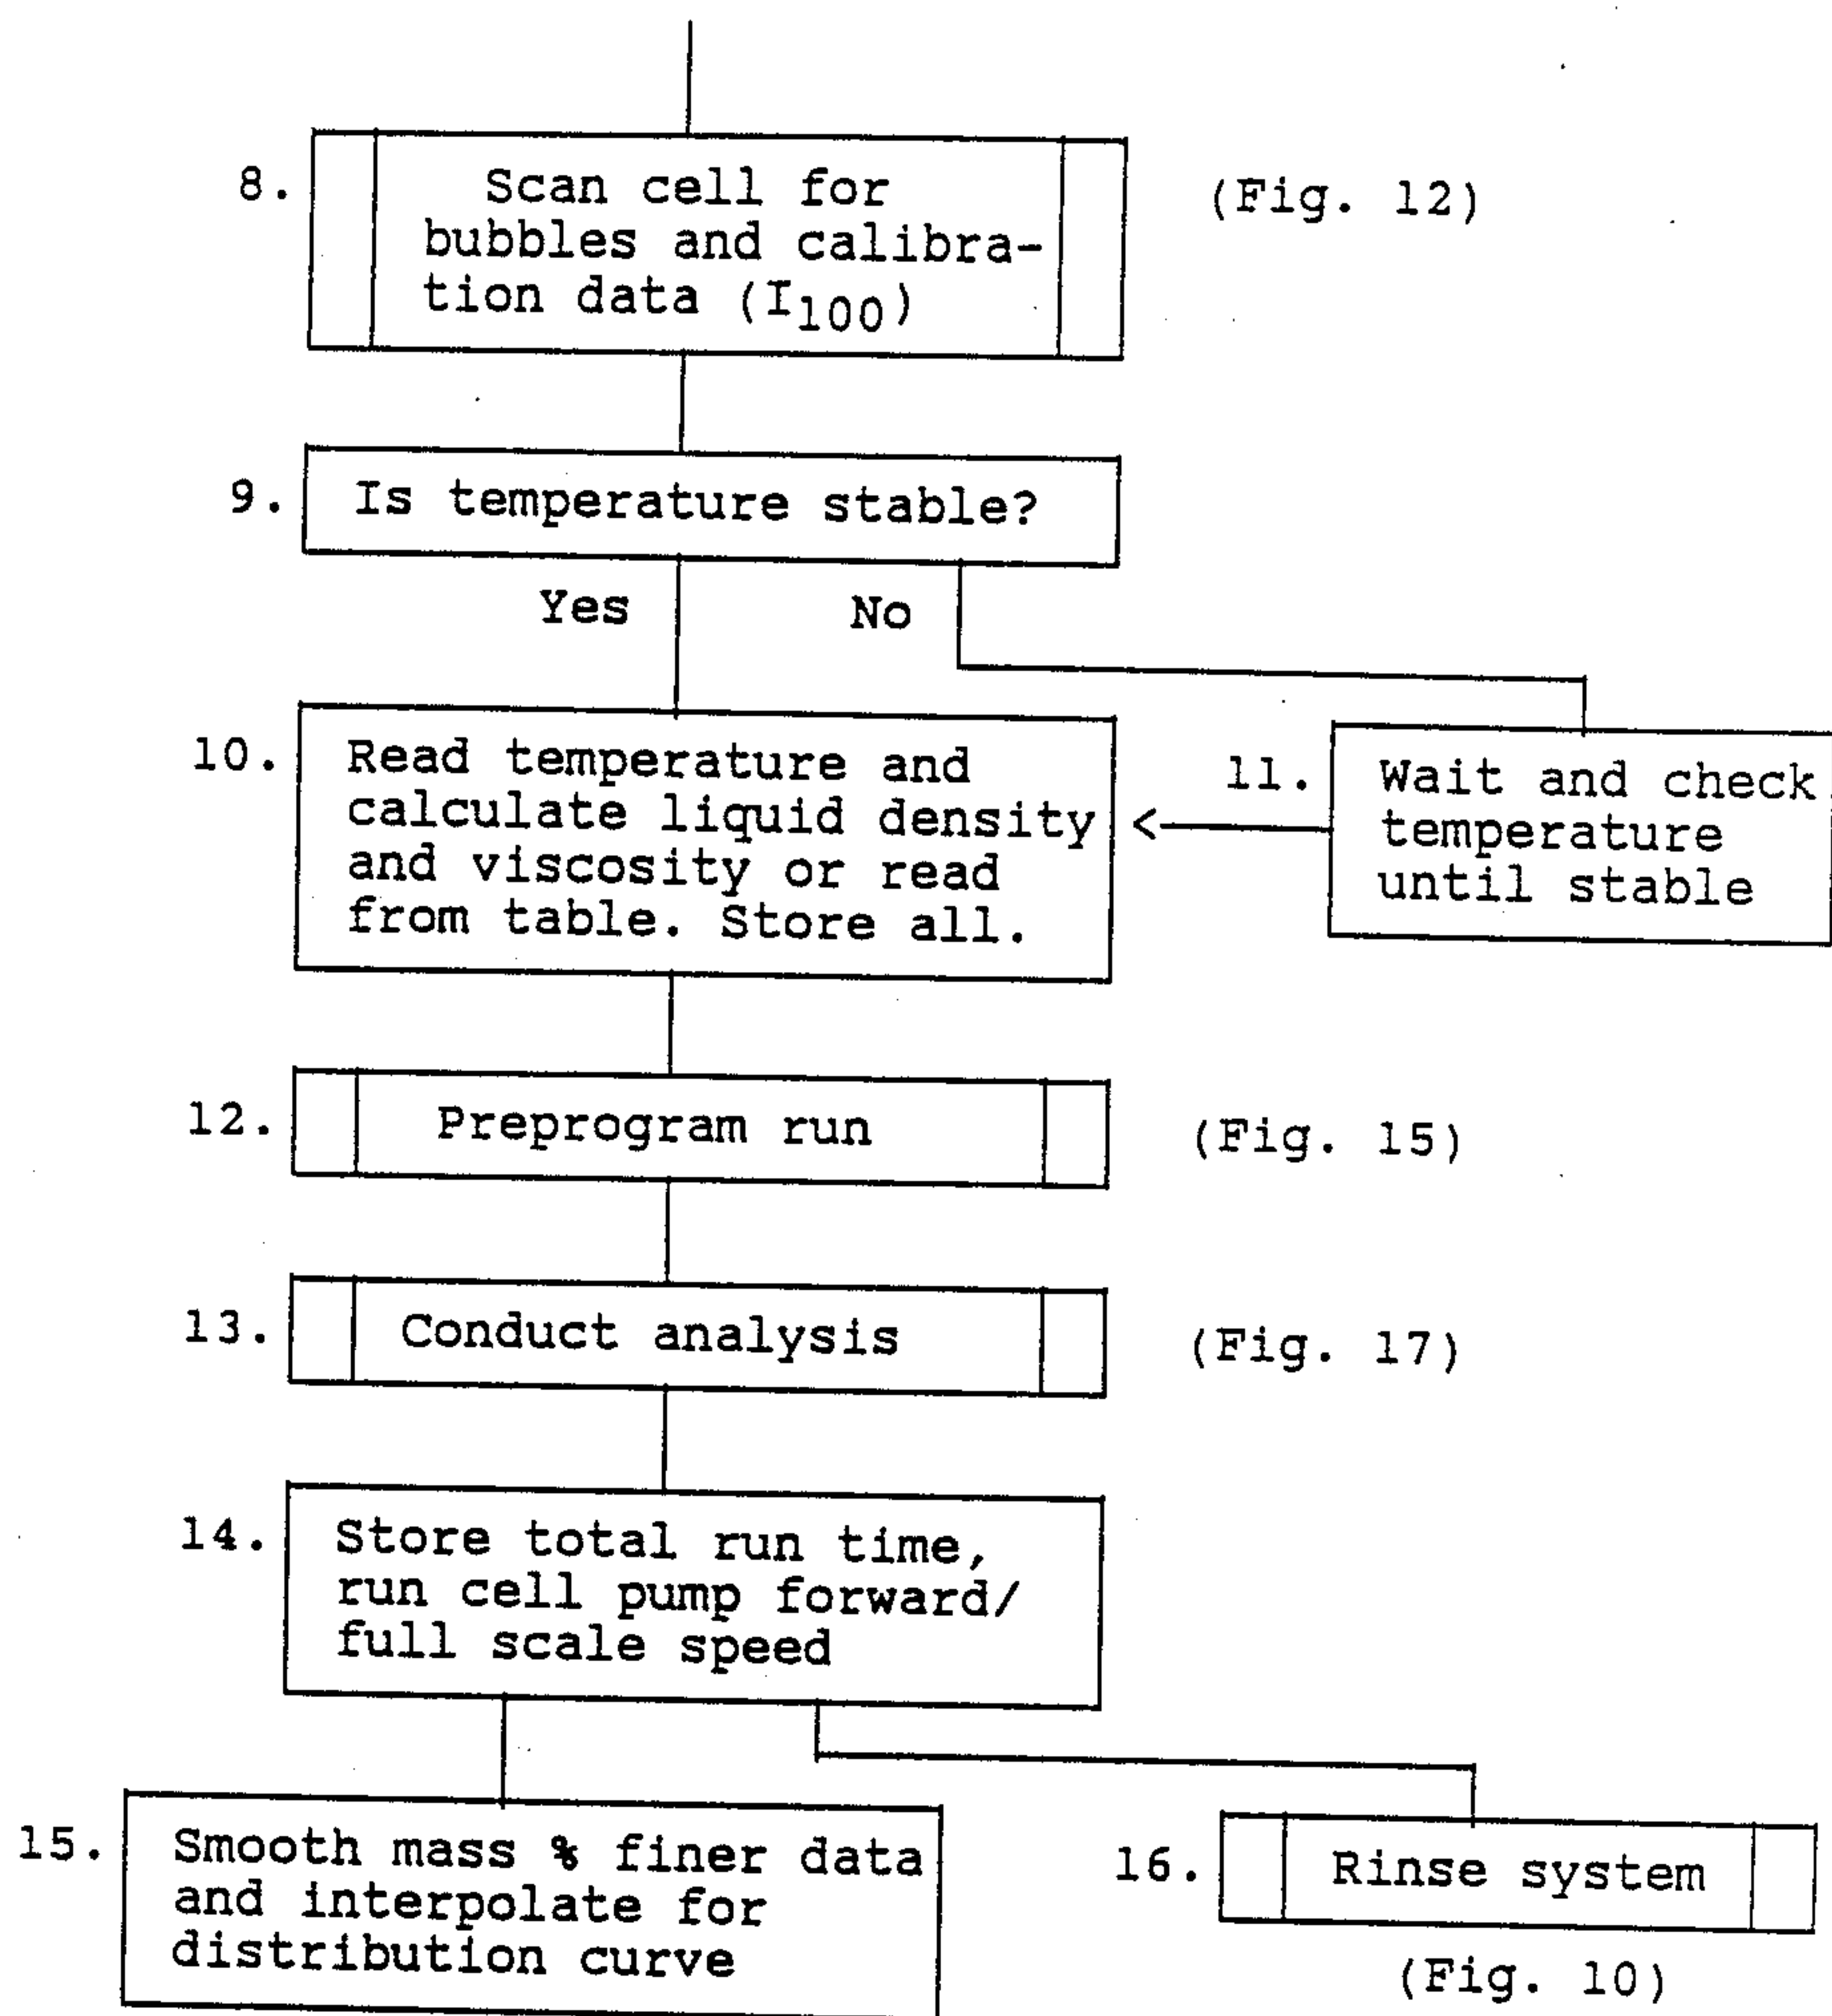 8.
Scan cell for
bubbles and calibra-
tion data (I100)
(Fig. 12)
9.
Is temperature stable?
Yes
No
10.
Read temperature and
calculate liquid density
and viscosity or read
from table. Store all.
11.
Wait and check
temperature
until stable
12.
Preprogram run
(Fig. 15)
13.
Conduct analysis
(Fig. 17)
14.
Store total run time,
run cell pump forward/
full scale speed
15.
Smooth mass % finer data
and interpolate for
distribution curve
16.
Rinse system
(Fig. 10)